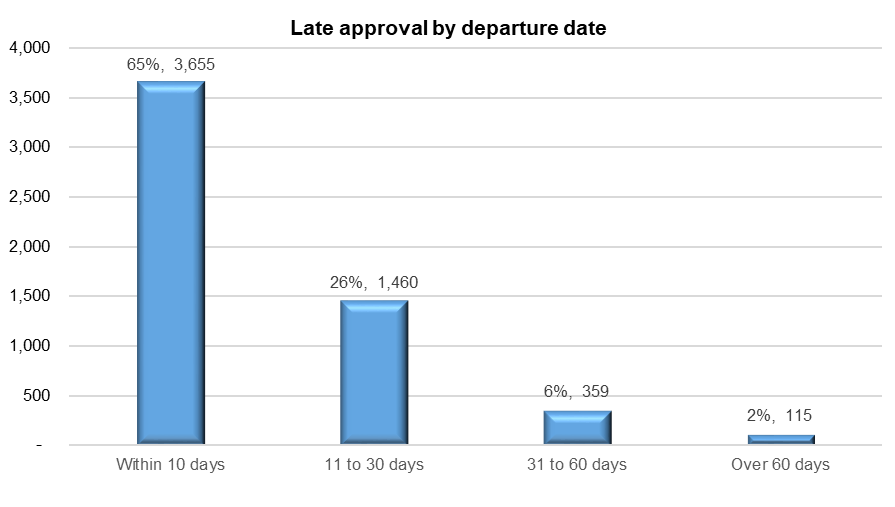 Late approval by departure date
4,000
3,500
3,000
2,500
2,000
1,500
1,000
500
-
65%, 3,655
26%, 1,460
6%, 359
2%, 115
Within 10 days
11 to 30 days
31 to 60 days
Over 60 days